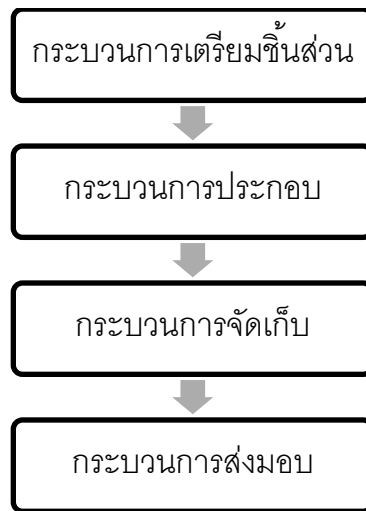 กระบวนการเตรียมชิ้นส่วน
กระบวนการประกอบ
กระบวนการจัดเก็บ
กระบวนการส่งมอบ